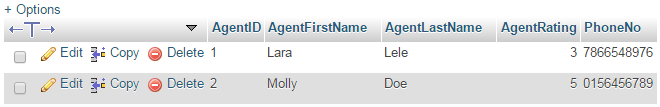 + Options
AgentID AgentFirstName AgentLastName AgentRating PhoneNo
Edit Copy Delete 1 Lara Lele 3 7866548976
Edit Copy Delete 2 Molly Doe 5 0156456789